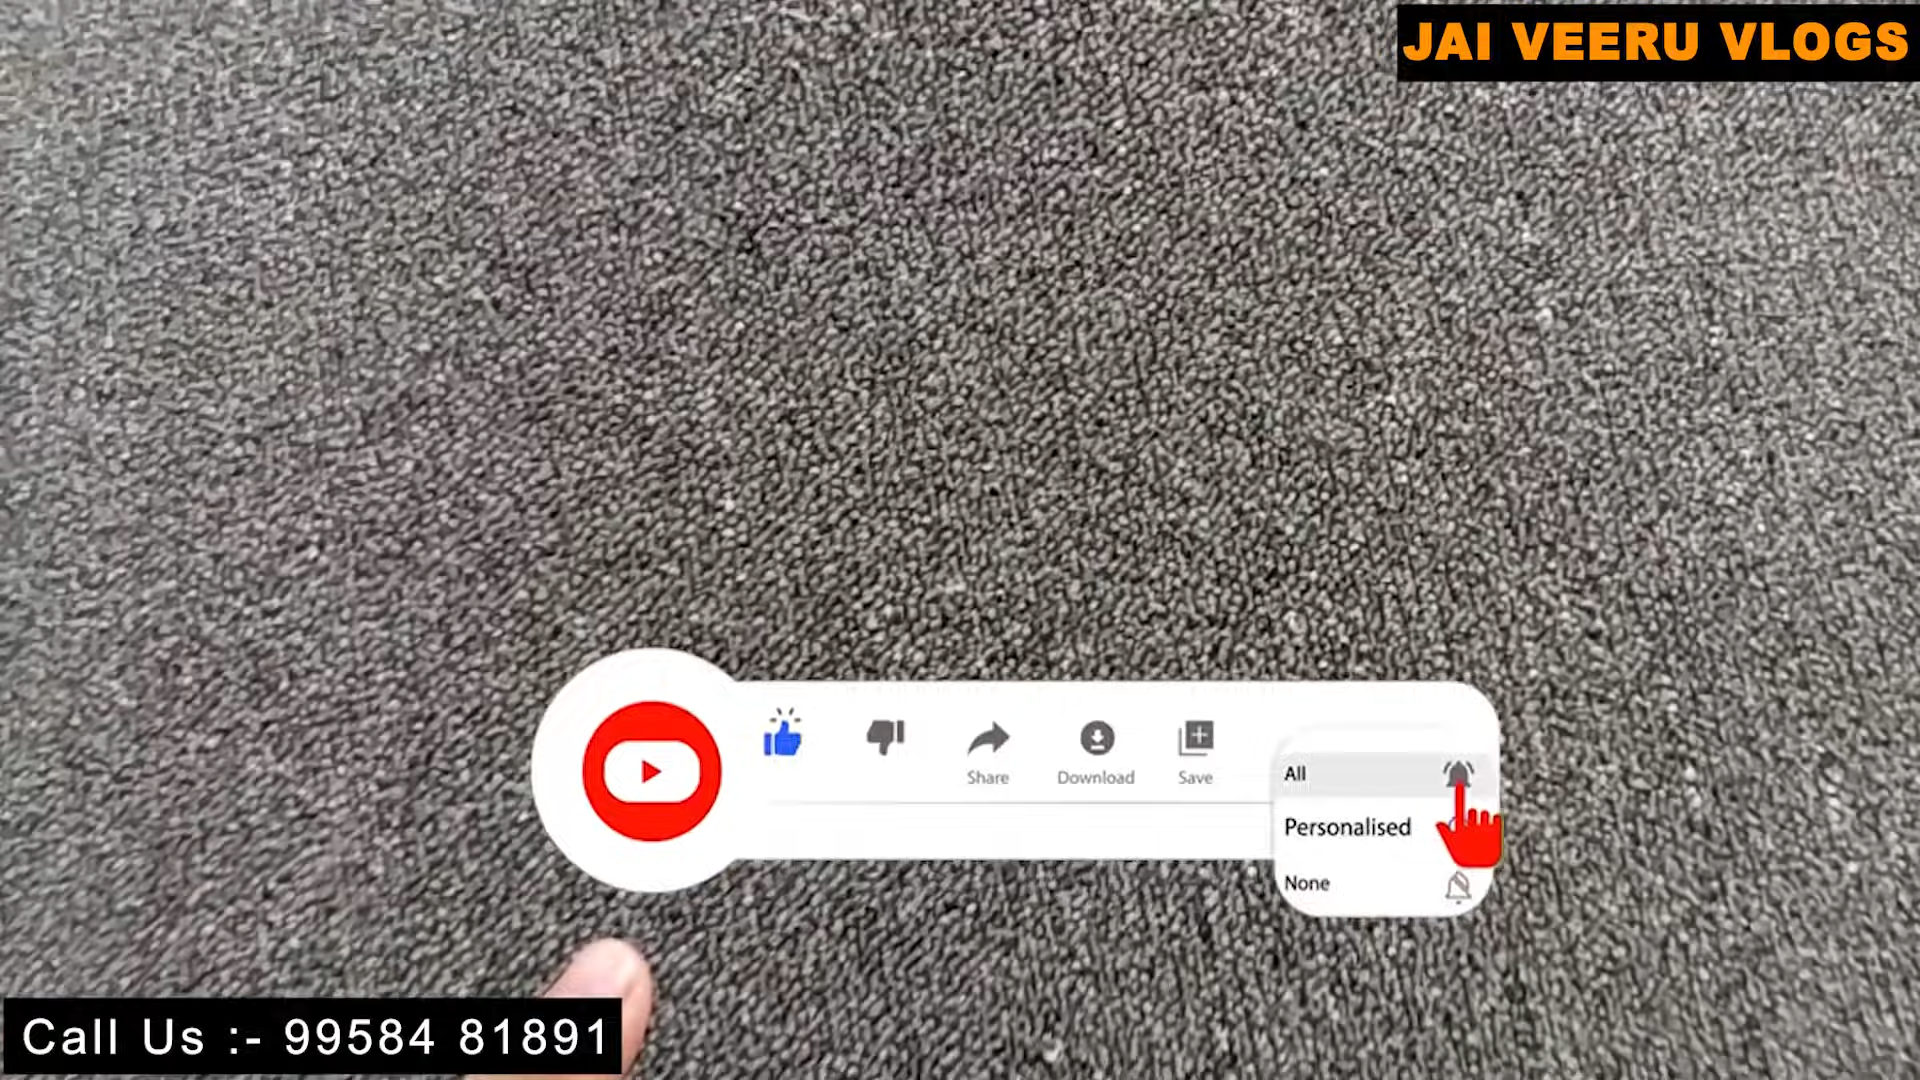 JAI VEERU VLOGS
Share
Download
Save
All
Personalised
None
Call Us :- 99584 81891